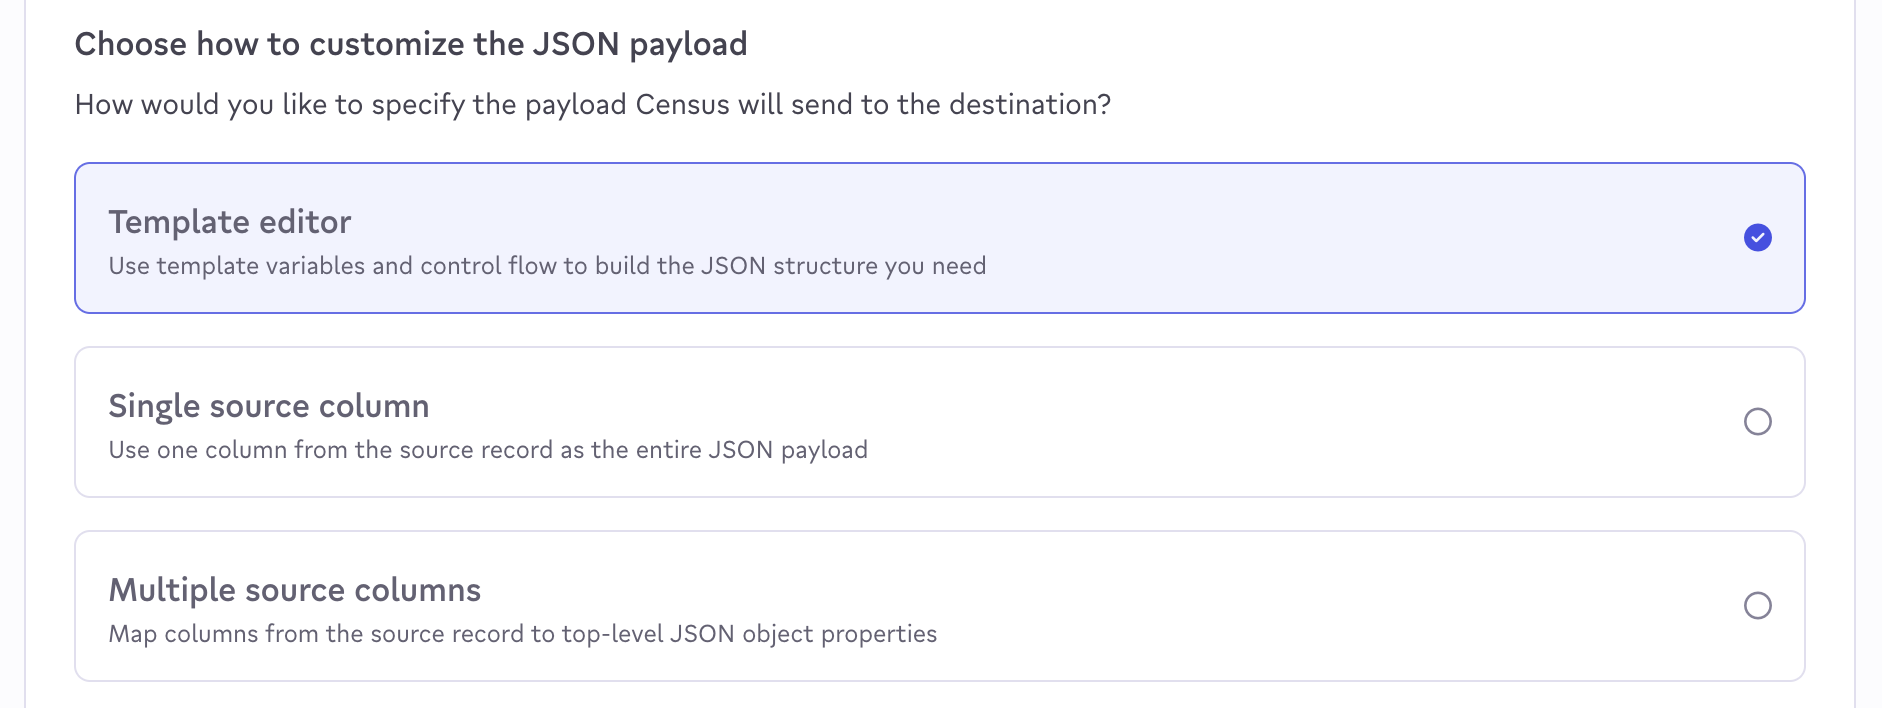 Choose how to customize the JSON payload
How would you like to specify the payload Census will send to the destination?
Template editor
Use template variables and control flow to build the JSON structure you need
Single source column
Use one column from the source record as the entire JSON payload
Multiple source columns
Map columns from the source record to top-level JSON object properties